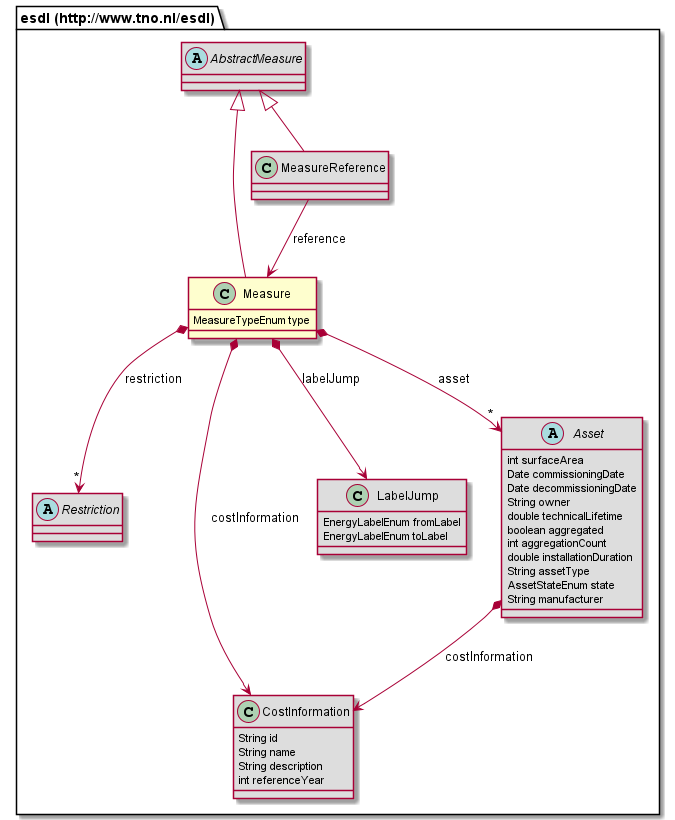 esdl (http://www.tno.nl/esdl)
A AbstractMeasure
C MeasureReference
reference
C Measure
MeasureTypeEnum type
restriction
labelJump
asset
*
*
A Asset
int surfaceArea
Date commissioningDate
Date decommissioningDate
String owner
double technicalLifetime
boolean aggregated
int aggregationCount
double installationDuration
String assetType
AssetStateEnum state
String manufacturer
A Restriction
costInformation
C LabelJump
EnergyLabelEnum fromLabel
EnergyLabelEnum toLabel
costInformation
C CostInformation
String id
String name
String description
int referenceYear